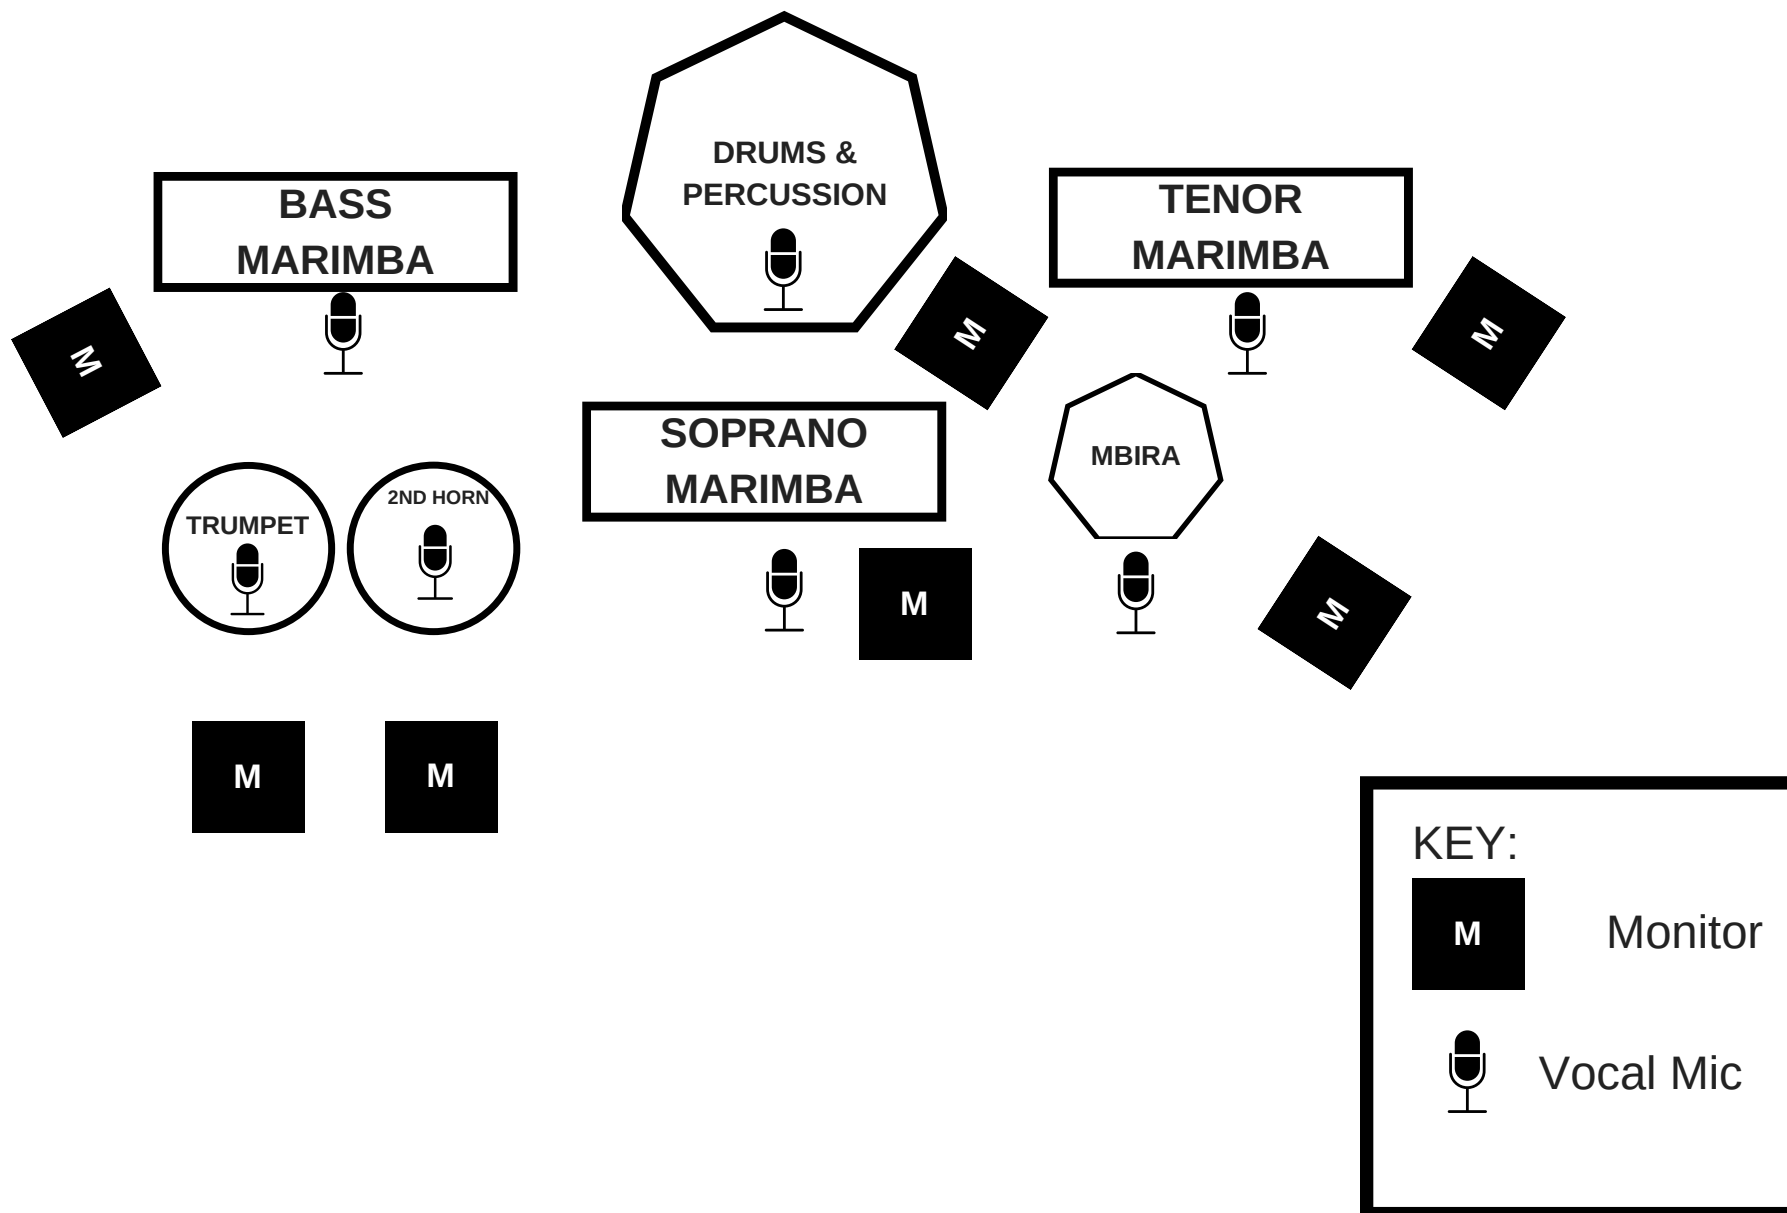 DRUMS &
PERCUSSION
BASS
MARIMBA
TENOR
MARIMBA
M
M
M
SOPRANO
MARIMBA
MBIRA
TRUMPET
2ND HORN
M
M
M
M
KEY:
M
Monitor
Vocal Mic